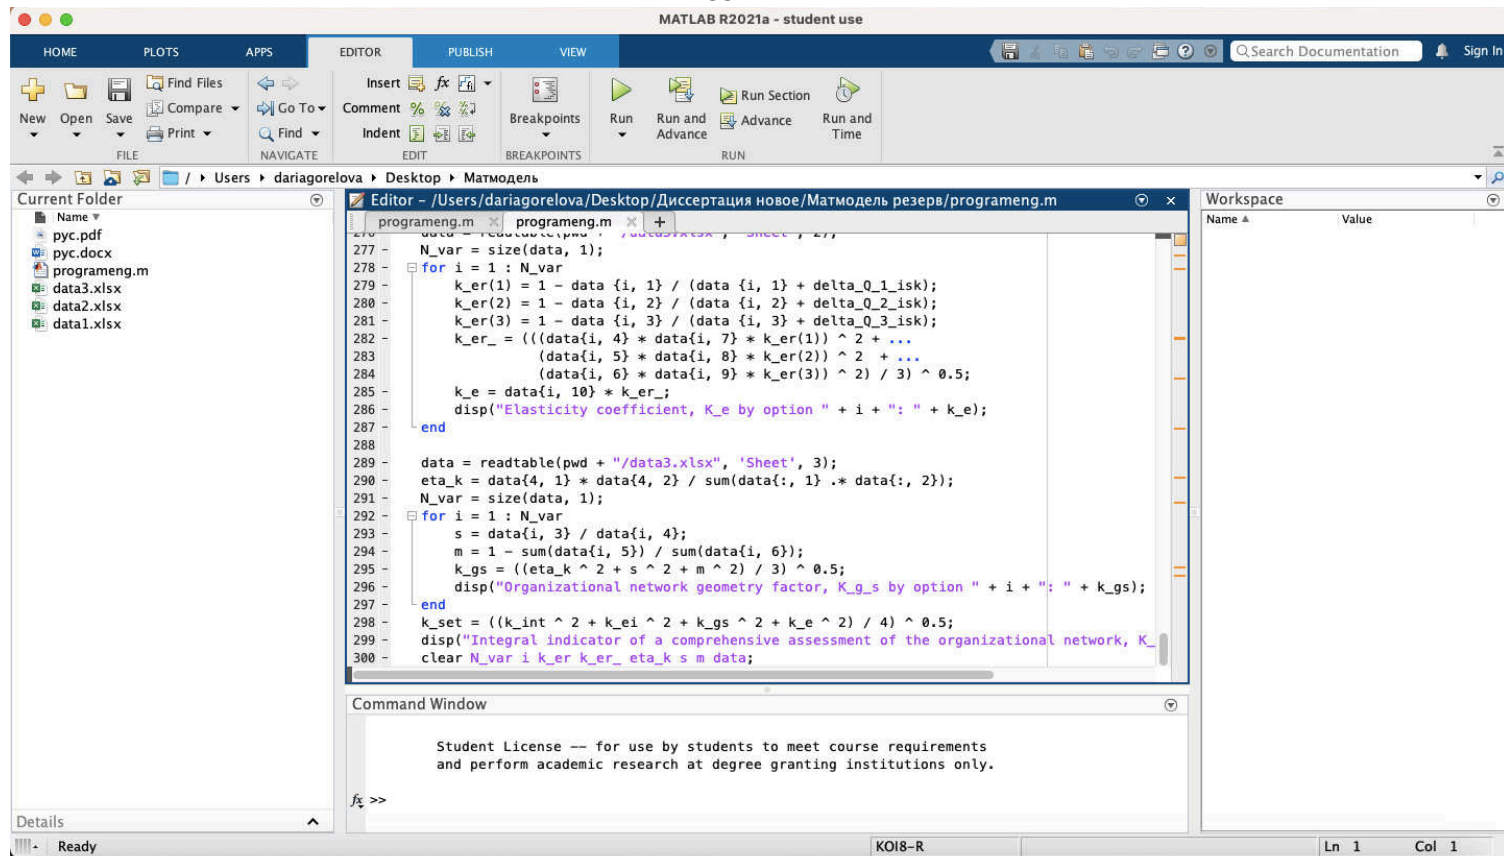 MATLAB R2021a - student use
HOME PLOTS APPS EDITOR PUBLISH VIEW Search Documentation Sign In
Find Files Insert fx
New Open Save Compare Go To Comment % Breakpoints Run Run and Advance Run Section Advance Run and Time
Print Find Indent
FILE NAVIGATE EDIT BREAKPOINTS RUN
/ Users dariagorelova Desktop Матмодель
Current Folder
Name
рус.pdf
рус.docx
programeng.m
data3.xlsx
data2.xlsx
data1.xlsx
Details
Editor – /Users/dariagorelova/Desktop/Диссертация новое/Матмодель резерв/programeng.m
programeng.m programeng.m +
276 data = readtable(pwd + "/data3.xlsx", 'Sheet', 2);
277 – N_var = size(data, 1);
278 – for i = 1 : N_var
279 – k_er(1) = 1 – data {i, 1} / (data {i, 1} + delta_Q_1_isk);
280 – k_er(2) = 1 – data {i, 2} / (data {i, 2} + delta_Q_2_isk);
281 – k_er(3) = 1 – data {i, 3} / (data {i, 3} + delta_Q_3_isk);
282 – k_er_ = (((data{i, 4} * data{i, 7} * k_er(1)) ^ 2 + ...
283 (data{i, 5} * data{i, 8} * k_er(2)) ^ 2 + ...
284 (data{i, 6} * data{i, 9} * k_er(3)) ^ 2) / 3) ^ 0.5;
285 – k_e = data{i, 10} * k_er_;
286 – disp("Elasticity coefficient, K_e by option " + i + ": " + k_e);
287 – end
288
289 – data = readtable(pwd + "/data3.xlsx", 'Sheet', 3);
290 – eta_k = data{4, 1} * data{4, 2} / sum(data{:, 1} .* data{:, 2});
291 – N_var = size(data, 1);
292 – for i = 1 : N_var
293 – s = data{i, 3} / data{i, 4};
294 – m = 1 – sum(data{i, 5}) / sum(data{i, 6});
295 – k_gs = ((eta_k ^ 2 + s ^ 2 + m ^ 2) / 3) ^ 0.5;
296 – disp("Organizational network geometry factor, K_g_s by option " + i + ": " + k_gs);
297 – end
298 – k_set = ((k_int ^ 2 + k_ei ^ 2 + k_gs ^ 2 + k_e ^ 2) / 4) ^ 0.5;
299 – disp("Integral indicator of a comprehensive assessment of the organizational network, K_
300 – clear N_var i k_er k_er_ eta_k s m data;
Command Window
Student License –– for use by students to meet course requirements
and perform academic research at degree granting institutions only.
fx >>
Workspace
Name Value
Ready KOI8–R Ln 1 Col 1